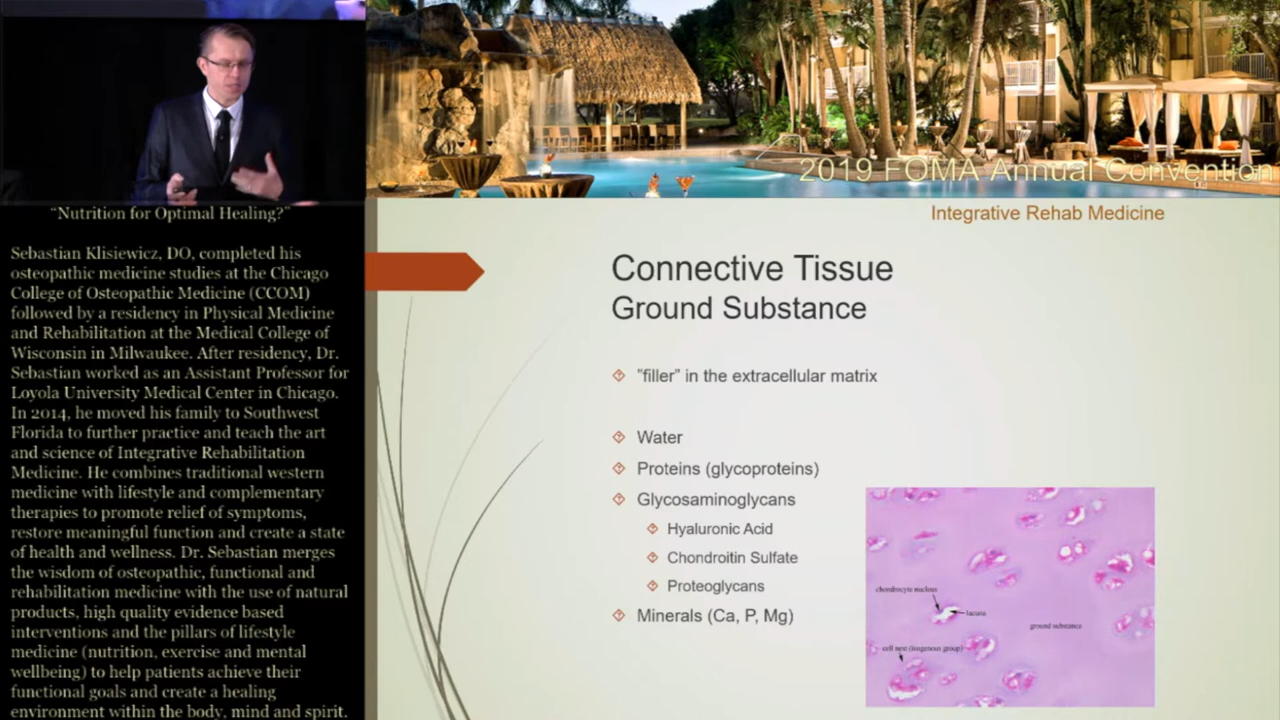 2019 FOMA Annual Convention
"Nutrition for Optimal Healing?"
Sebastian Klisiewicz, DO, completed his
osteopathic medicine studies at the Chicago
College of Osteopathic Medicine (CCOM)
followed by a residency in Physical Medicine
and Rehabilitation at the Medical College of
Wisconsin in Milwaukee. After residency, Dr.
Sebastian worked as an Assistant Professor for
Loyola University Medical Center in Chicago.
In 2014, he moved his family to Southwest
Florida to further practice and teach the art
and science of Integrative Rehabilitation
Medicine. He combines traditional western
medicine with lifestyle and complementary
therapies to promote relief of symptoms,
restore meaningful function and create a state
of health and wellness. Dr. Sebastian merges
the wisdom of osteopathic, functional and
rehabilitation medicine with the use of natural
products, high quality evidence based
interventions and the pillars of lifestyle
medicine (nutrition, exercise and mental
wellbeing) to help patients achieve their
functional goals and create a healing
environment within the body, mind and spirit.
Integrative Rehab Medicine
Connective Tissue
Ground Substance
"filler" in the extracellular matrix
Water
Proteins (glycoproteins)
Glycosaminoglycans
Hyaluronic Acid
Chondroitin Sulfate
Proteoglycans
Minerals (Ca, P, Mg)
chondrocyte nucleus
lacuna
ground substance
cell nest (isogenous group)